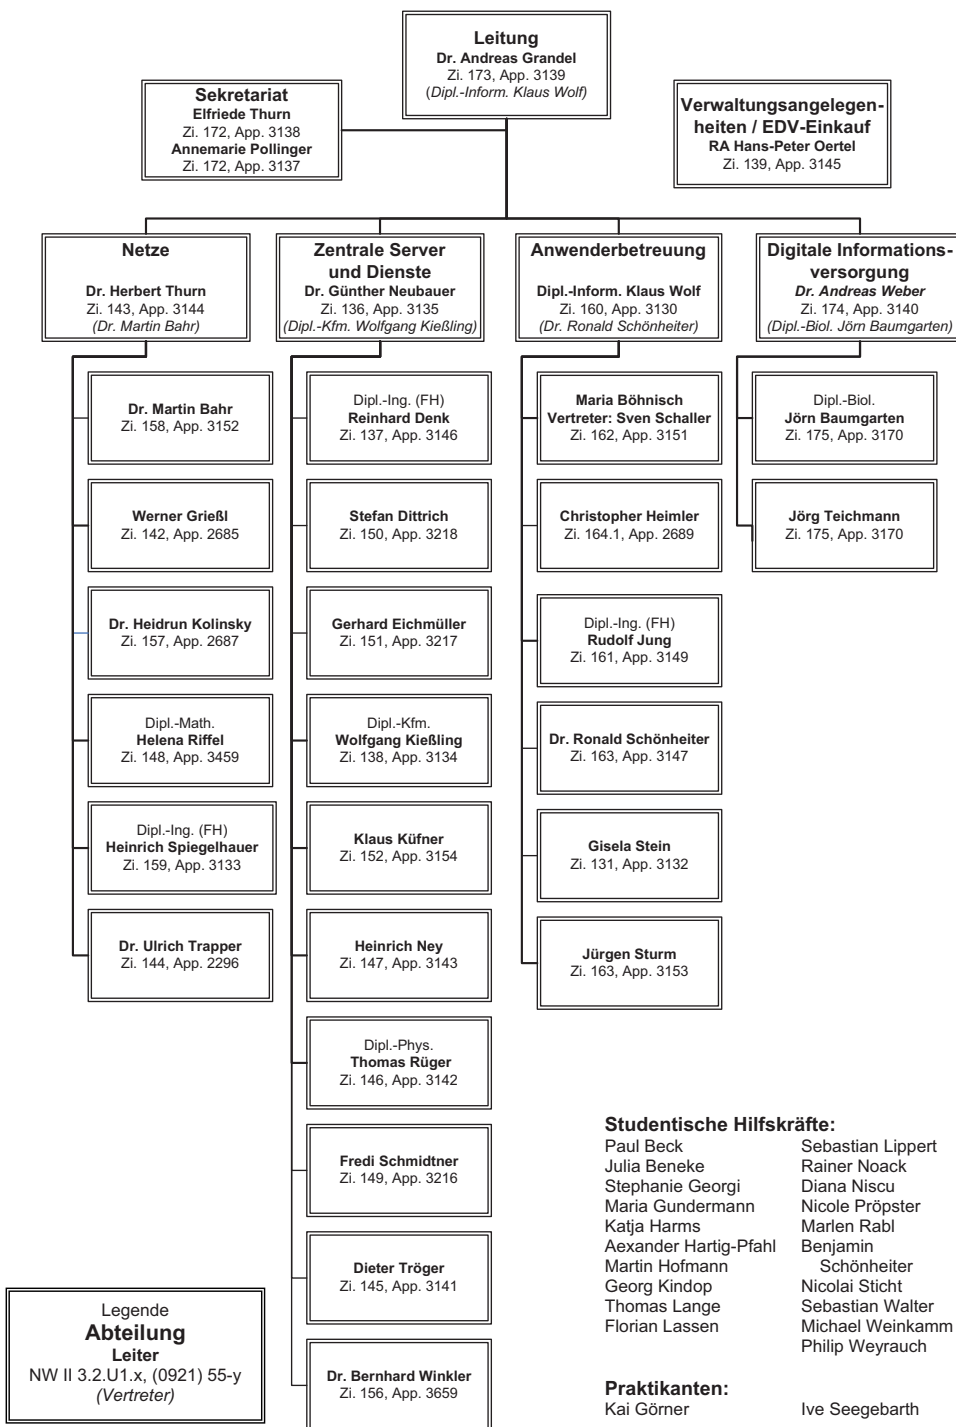 Leitung
Dr. Andreas Grandel
Zi. 173, App. 3139
(Dipl.-Inform. Klaus Wolf)
Sekretariat
Elfriede Thurn
Zi. 172, App. 3138
Annemarie Pollinger
Zi. 172, App. 3137
Verwaltungsangelegen-
heiten / EDV-Einkauf
RA Hans-Peter Oertel
Zi. 139, App. 3145
Netze
Dr. Herbert Thurn
Zi. 143, App. 3144
(Dr. Martin Bahr)
Zentrale Server
und Dienste
Dr. Günther Neubauer
Zi. 136, App. 3135
(Dipl.-Kfm. Wolfgang Kießling)
Anwenderbetreuung
Dipl.-Inform. Klaus Wolf
Zi. 160, App. 3130
(Dr. Ronald Schönheiter)
Digitale Informations-
versorgung
Dr. Andreas Weber
Zi. 174, App. 3140
(Dipl.-Biol. Jörn Baumgarten)
Dr. Martin Bahr
Zi. 158, App. 3152
Werner Grießl
Zi. 142, App. 2685
Dr. Heidrun Kolinsky
Zi. 157, App. 2687
Dipl.-Math.
Helena Riffel
Zi. 148, App. 3459
Dipl.-Ing. (FH)
Heinrich Spiegelhauer
Zi. 159, App. 3133
Dr. Ulrich Trapper
Zi. 144, App. 2296
Dipl.-Ing. (FH)
Reinhard Denk
Zi. 137, App. 3146
Stefan Dittrich
Zi. 150, App. 3218
Gerhard Eichmüller
Zi. 151, App. 3217
Dipl.-Kfm.
Wolfgang Kießling
Zi. 138, App. 3134
Klaus Küfner
Zi. 152, App. 3154
Heinrich Ney
Zi. 147, App. 3143
Dipl.-Phys.
Thomas Rüger
Zi. 146, App. 3142
Fredi Schmidtner
Zi. 149, App. 3216
Dieter Tröger
Zi. 145, App. 3141
Dr. Bernhard Winkler
Zi. 156, App. 3659
Maria Böhnisch
Vertreter: Sven Schaller
Zi. 162, App. 3151
Christopher Heimler
Zi. 164.1, App. 2689
Dipl.-Ing. (FH)
Rudolf Jung
Zi. 161, App. 3149
Dr. Ronald Schönheiter
Zi. 163, App. 3147
Gisela Stein
Zi. 131, App. 3132
Jürgen Sturm
Zi. 163, App. 3153
Dipl.-Biol.
Jörn Baumgarten
Zi. 175, App. 3170
Jörg Teichmann
Zi. 175, App. 3170
Studentische Hilfskräfte:
Paul Beck
Julia Beneke
Stephanie Georgi
Maria Gundermann
Katja Harms
Aexander Hartig-Pfahl
Martin Hofmann
Georg Kindop
Thomas Lange
Florian Lassen
Sebastian Lippert
Rainer Noack
Diana Niscu
Nicole Pröpster
Marlen Rabl
Benjamin
Schönheiter
Nicolai Sticht
Sebastian Walter
Michael Weinkamm
Philip Weyrauch
Praktikanten:
Kai Görner
Ive Seegebarth
Legende
Abteilung
Leiter
NW II 3.2.U1.x, (0921) 55-y
(Vertreter)